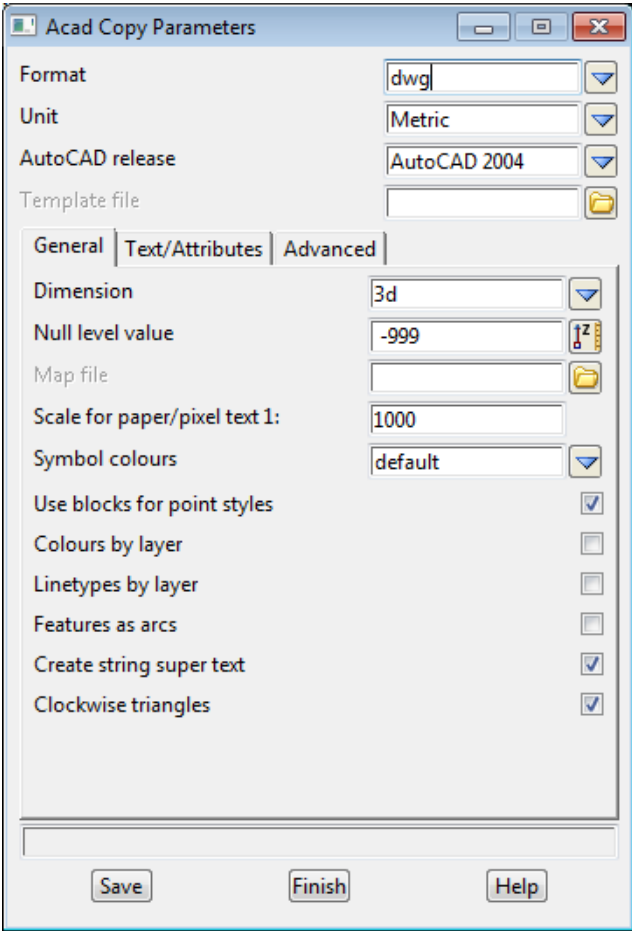 Acad Copy Parameters
Format dwg
Unit Metric
AutoCAD release AutoCAD 2004
Template file
General Text/Attributes Advanced
Dimension 3d
Null level value -999
Map file
Scale for paper/pixel text 1: 1000
Symbol colours default
Use blocks for point styles
Colours by layer
Linetypes by layer
Features as arcs
Create string super text
Clockwise triangles
Save Finish Help